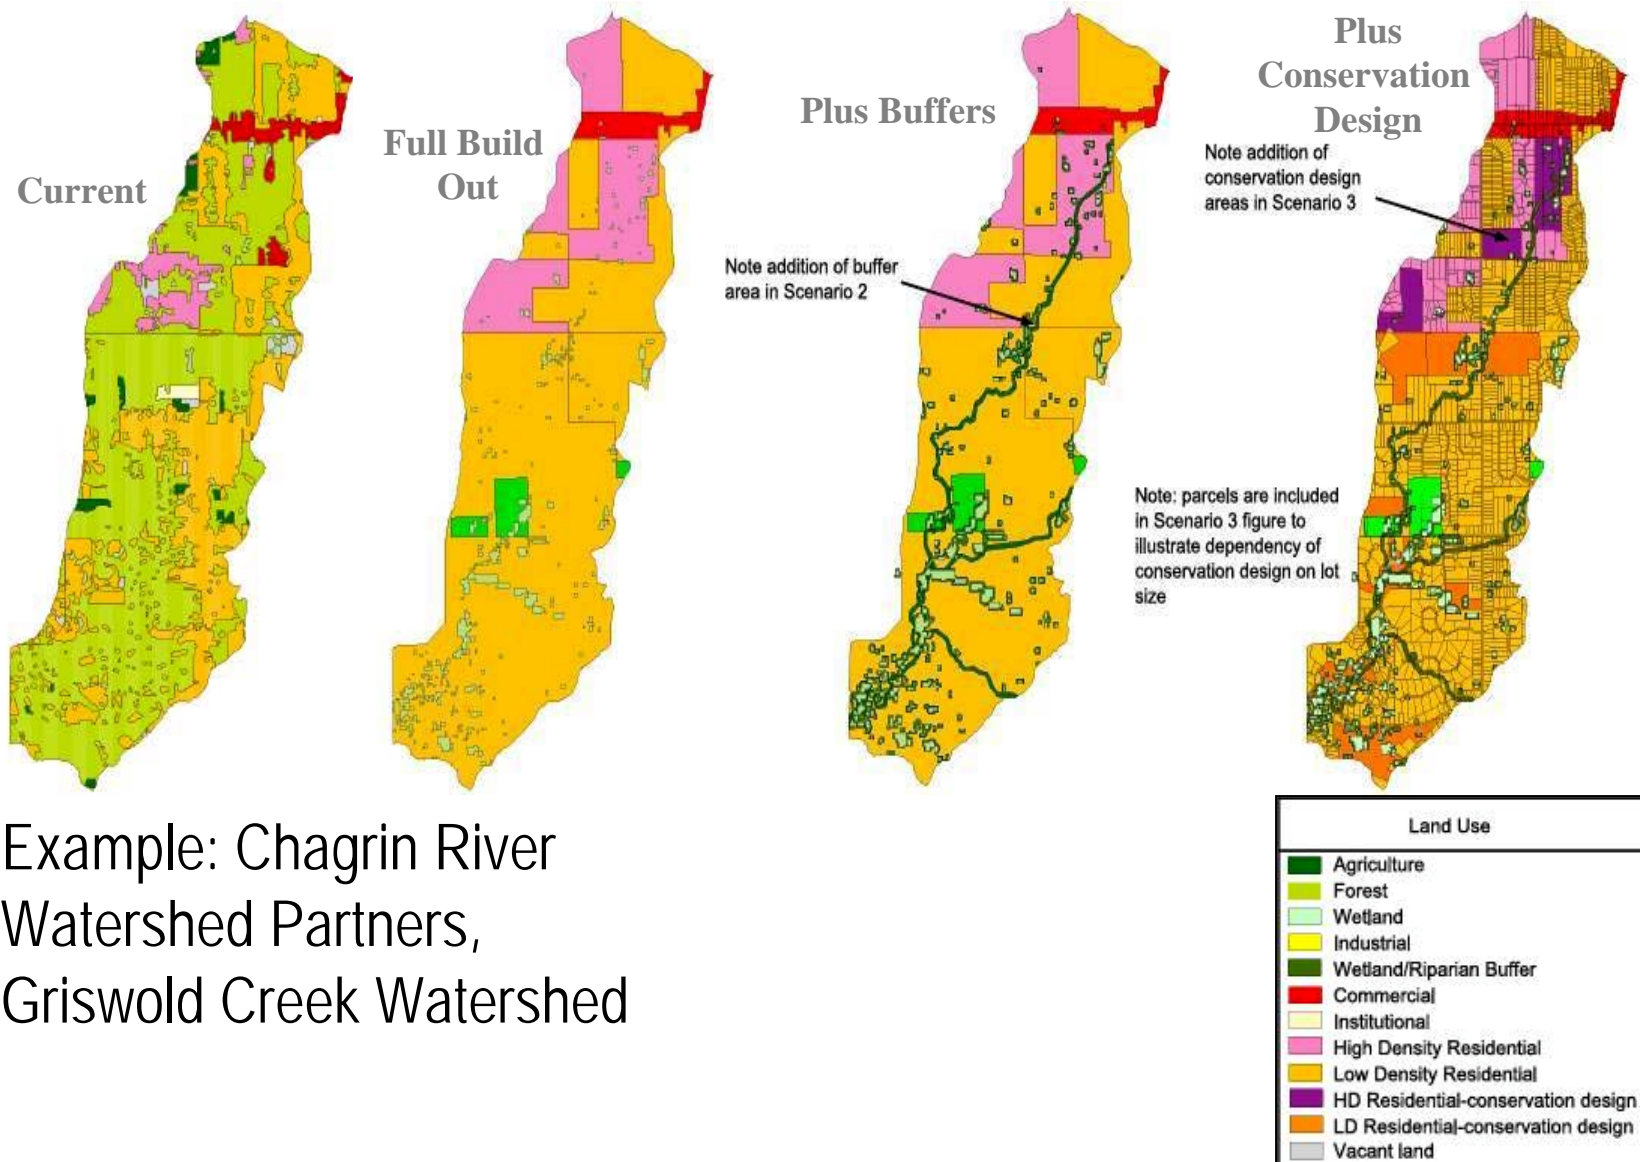 Current
Full Build
Out
Plus Buffers
Plus
Conservation
Design
Note addition of buffer
area in Scenario 2
Note addition of
conservation design
areas in Scenario 3
Note: parcels are included
in Scenario 3 figure to
illustrate dependency of
conservation design on lot
size
Example: Chagrin River
Watershed Partners,
Griswold Creek Watershed
Land Use
Agriculture
Forest
Wetland
Industrial
Wetland/Riparian Buffer
Commercial
Institutional
High Density Residential
Low Density Residential
HD Residential-conservation design
LD Residential-conservation design
Vacant land